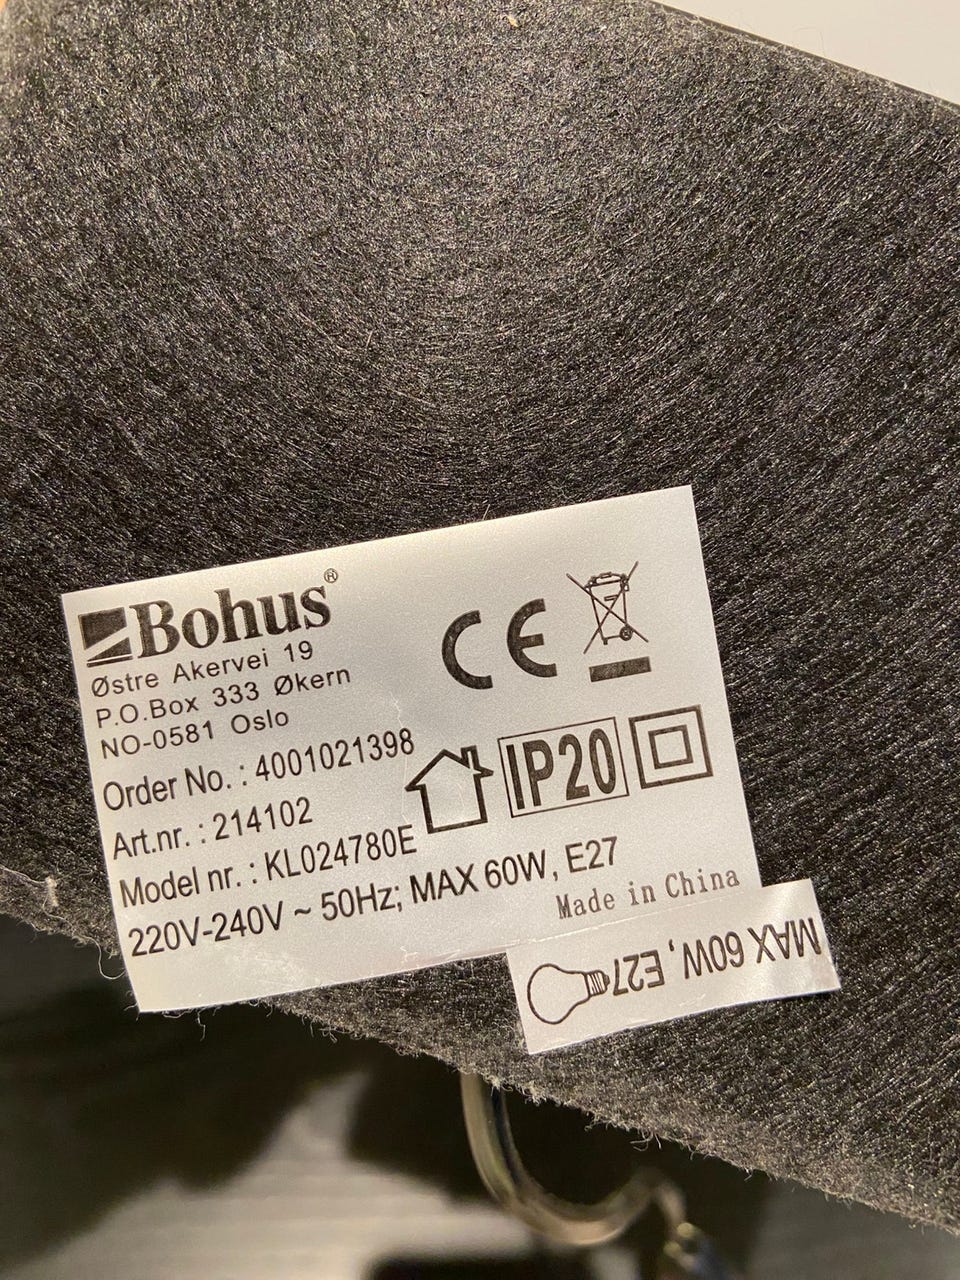 Bohus®
Østre Akervei 19
P.O.Box 333 Økern
NO-0581 Oslo
Order No. : 4001021398
Art.nr. : 214102
Model nr. : KL024780E
220V-240V ~ 50Hz; MAX 60W, E27
CE
IP20
Made in China
MAX 60W, E27